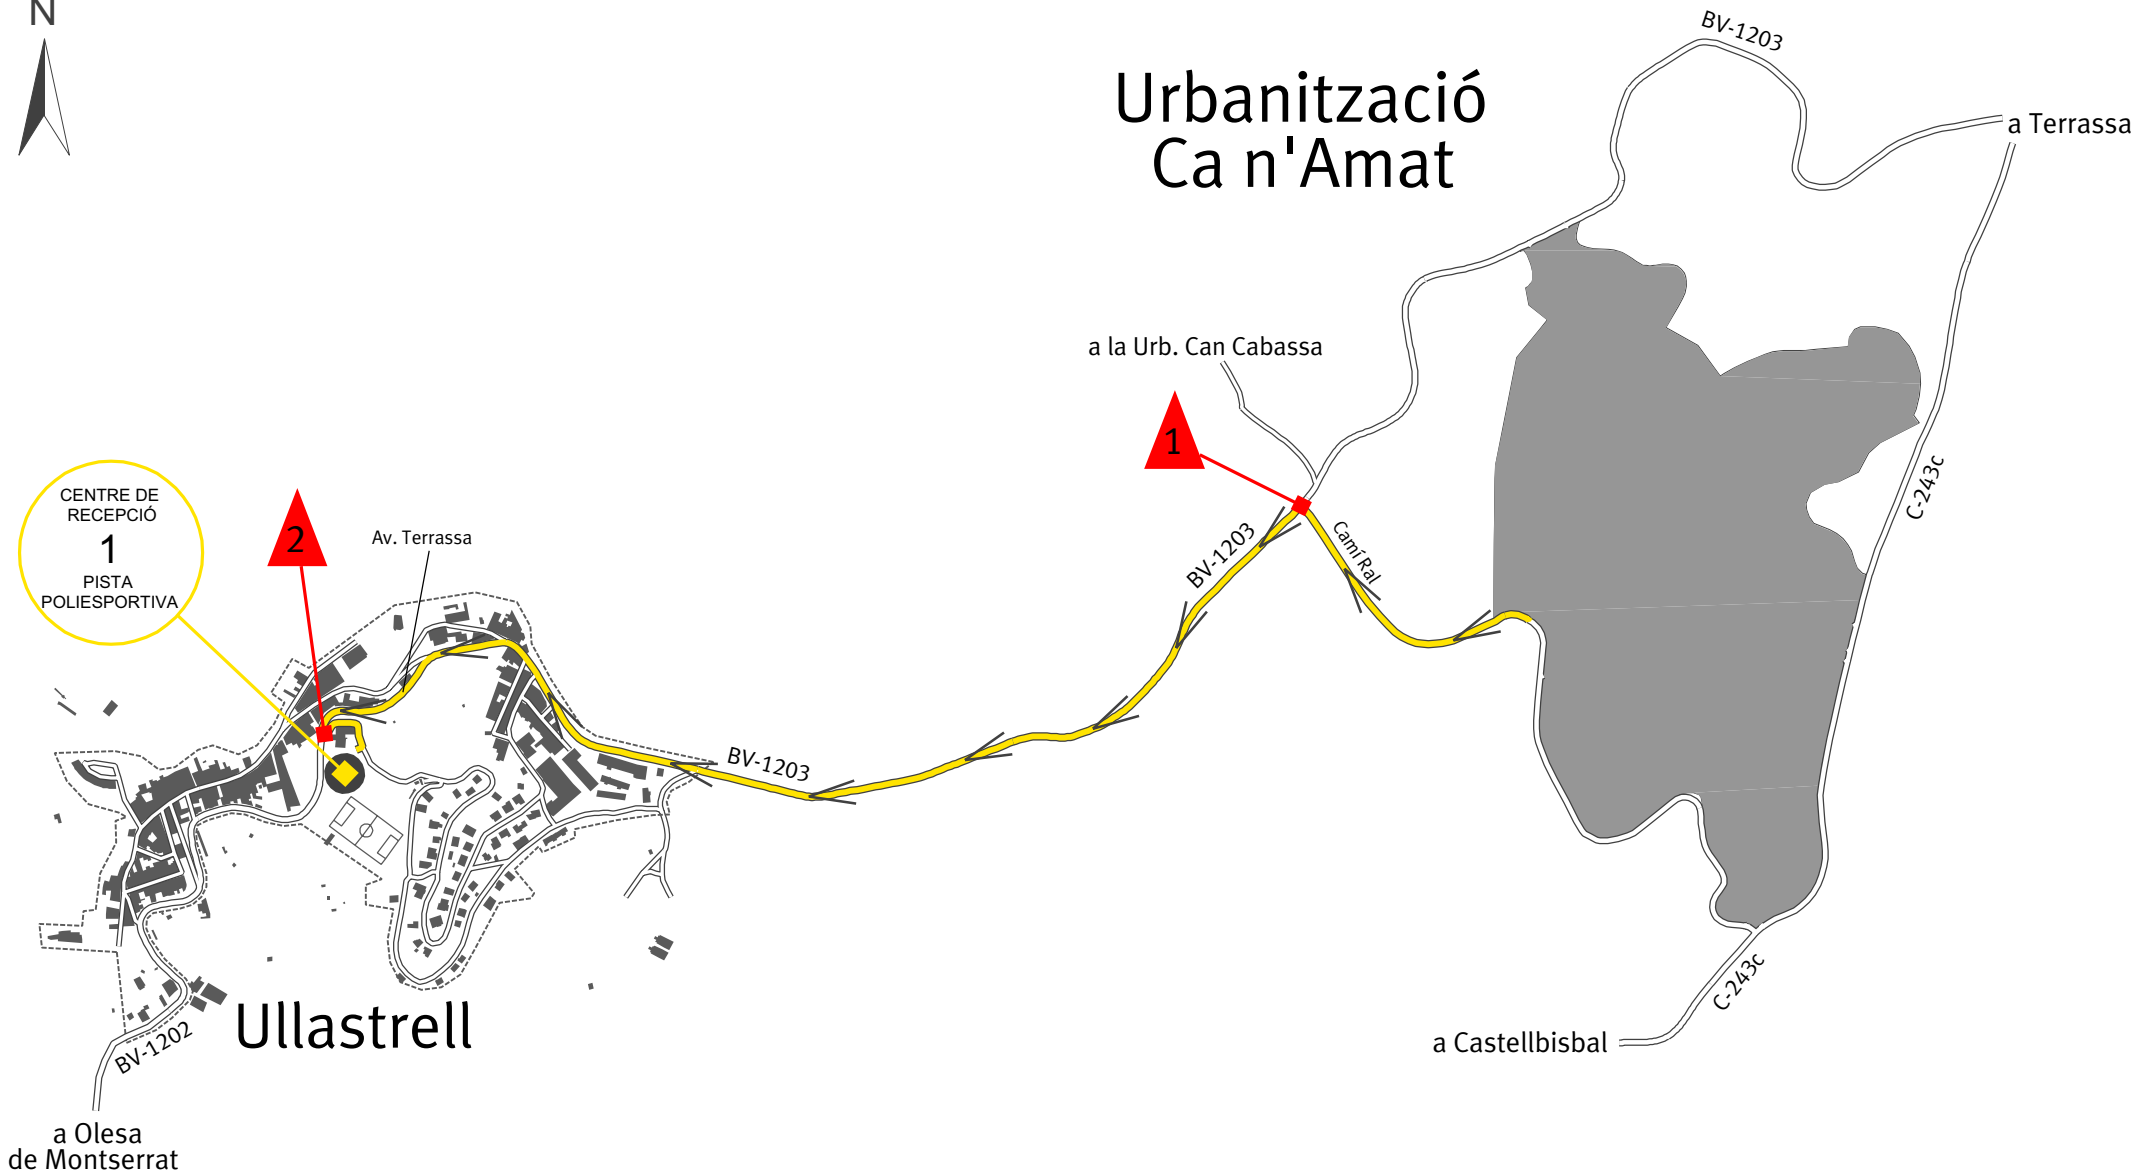 N
BV-1203
Urbanització
Ca n'Amat
a Terrassa
a la Urb. Can Cabassa
1
C-243c
CENTRE DE
RECEPCIÓ
1
PISTA
POLIESPORTIVA
2
Av. Terrassa
BV-1203
Camí Ral
BV-1203
C-243c
Ullastrell
BV-1202
a Castellbisbal
a Olesa
de Montserrat